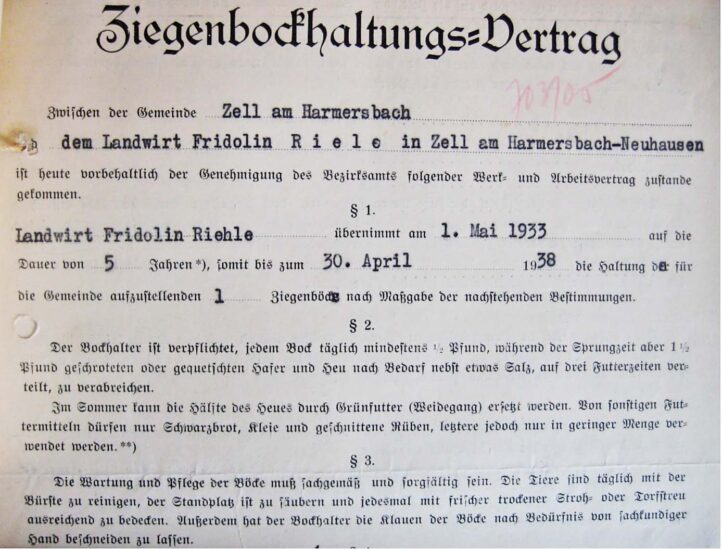 Ziegenbockhaltungs=Vertrag
703/05
Zwischen der Gemeinde Zell am Harmersbach
dem Landwirt Fridolin R i e l e in Zell am Harmersbach-Neuhausen
ist heute vorbehaltlich der Genehmigung des Bezirksamts folgender Werk- und Arbeitsvertrag zustande
gekommen.
§ 1.
Landwirt Fridolin Riehle übernimmt am 1. Mai 1933 auf die
Dauer von 5 Jahren*), somit bis zum 30. April 1938 die Haltung des für
die Gemeinde aufzustellenden 1 Ziegenbocks nach Maßgabe der nachstehenden Bestimmungen.
§ 2.
Der Bockhalter ist verpflichtet, jedem Bock täglich mindestens ½ Pfund, während der Sprungzeit aber 1 ½
Pfund geschroteten oder gequetschten Hafer und Heu nach Bedarf nebst etwas Salz, auf drei Futterzeiten ver-
teilt, zu verabreichen.
Im Sommer kann die Hälfte des Heues durch Grünfutter (Weidegang) ersetzt werden. Von sonstigen Fut-
termitteln dürfen nur Schwarzbrot, Kleie und geschnittene Rüben, letztere jedoch nur in geringer Menge ver-
wendet werden.**)
§ 3.
Die Wartung und Pflege der Böcke muß sachgemäß und sorgfältig sein. Die Tiere sind täglich mit der
Bürste zu reinigen, der Standplatz ist zu säubern und jedesmal mit frischer trockener Stroh- oder Torfstreu
ausreichend zu bedecken. Außerdem hat der Bockhalter die Klauen der Böcke nach Bedürfnis von sachkundiger
Hand beschneiden zu lassen.